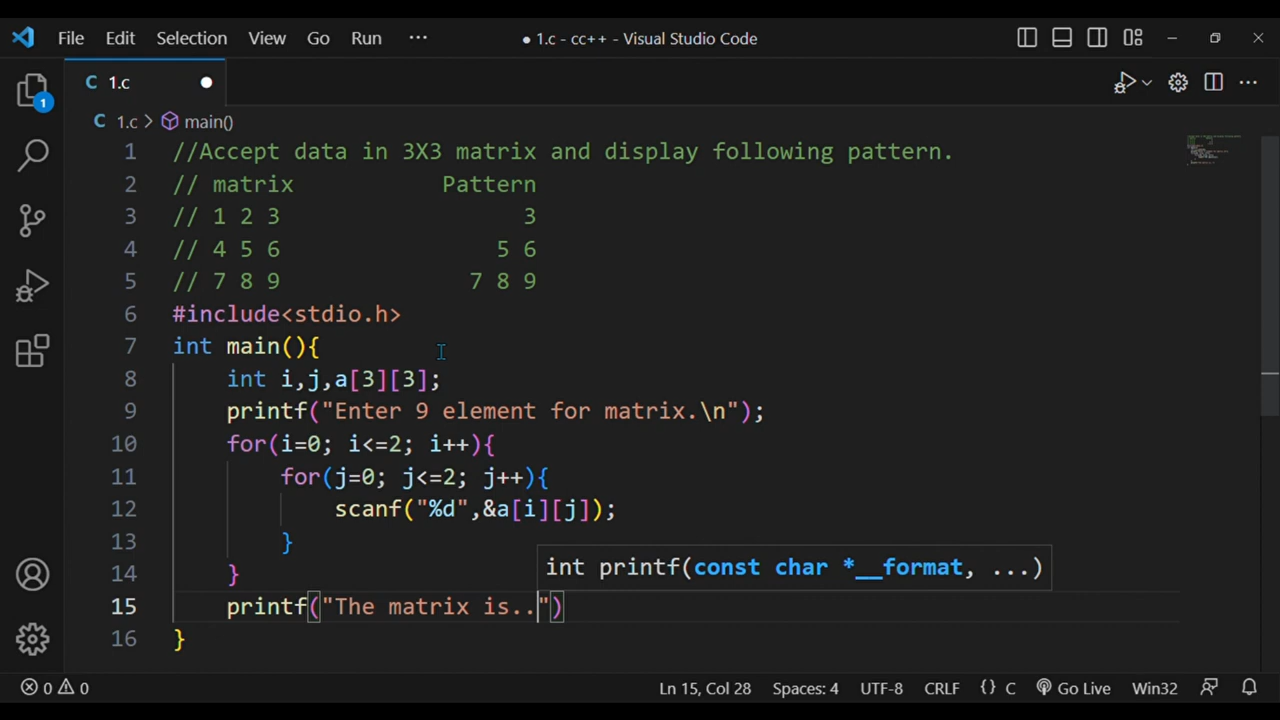 File Edit Selection View Go Run ··· ● 1.c - cc++ - Visual Studio Code
C 1.c ●
C 1.c > main()
1 //Accept data in 3X3 matrix and display following pattern.
2 // matrix           Pattern
3 // 1 2 3                  3
4 // 4 5 6                5 6
5 // 7 8 9              7 8 9
6 #include<stdio.h>
7 int main(){
8     int i,j,a[3][3];
9     printf("Enter 9 element for matrix.\n");
10     for(i=0; i<=2; i++){
11         for(j=0; j<=2; j++){
12             scanf("%d",&a[i][j]);
13         }
int printf(const char *__format, ...)
14     }
15     printf("The matrix is..")
16 }
1
0 0 Ln 15, Col 28 Spaces: 4 UTF-8 CRLF {} C Go Live Win32